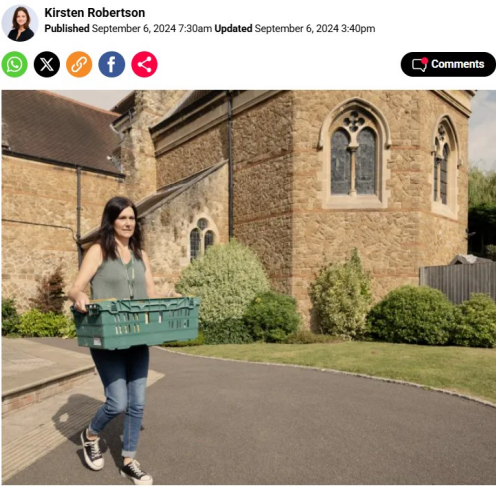 Kirsten Robertson
Published September 6, 2024 7:30am Updated September 6, 2024 3:40pm
Comments